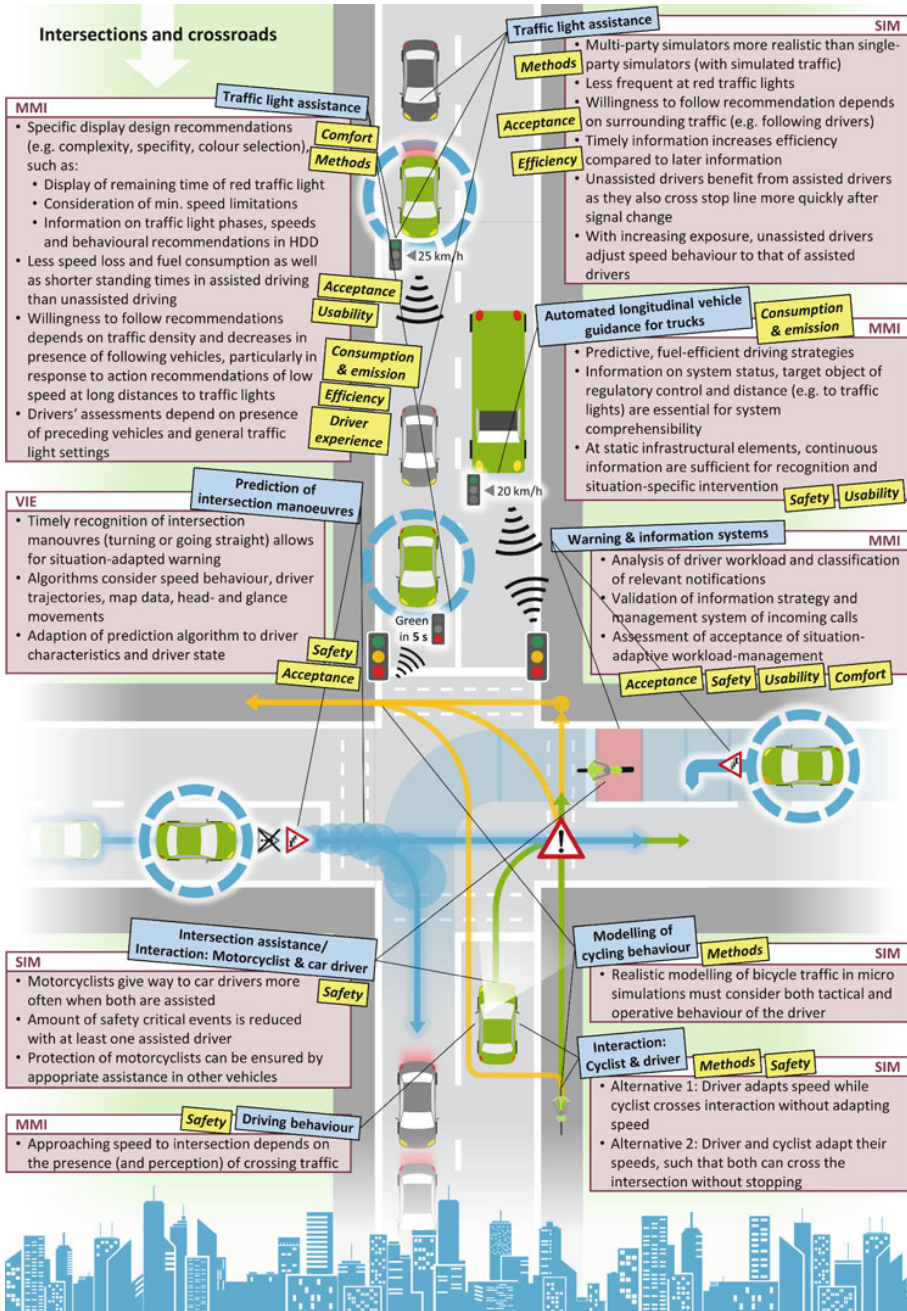 Intersections and crossroads
Traffic light assistance
MMI
Comfort
Methods
• Specific display design recommendations
(e.g. complexity, specifity, colour selection),
such as:
• Display of remaining time of red traffic light
• Consideration of min. speed limitations
• Information on traffic light phases, speeds
and behavioural recommendations in HDD
• Less speed loss and fuel consumption as well
as shorter standing times in assisted driving
than unassisted driving
• Willingness to follow recommendations
depends on traffic density and decreases in
presence of following vehicles, particularly in
response to action recommendations of low
speed at long distances to traffic lights
• Drivers' assessments depend on presence
of preceding vehicles and general traffic
light settings
Acceptance
Usability
Consumption
& emission
Efficiency
Driver
experience
Traffic light assistance
SIM
Methods
• Multi-party simulators more realistic than single-
party simulators (with simulated traffic)
• Less frequent at red traffic lights
• Willingness to follow recommendation depends
on surrounding traffic (e.g. following drivers)
Acceptance
• Timely information increases efficiency
compared to later information
Efficiency
• Unassisted drivers benefit from assisted drivers
as they also cross stop line more quickly after
signal change
• With increasing exposure, unassisted drivers
adjust speed behaviour to that of assisted
drivers
25 km/h
Automated longitudinal vehicle
guidance for trucks
Consumption
& emission
MMI
• Predictive, fuel-efficient driving strategies
• Information on system status, target object of
regulatory control and distance (e.g. to traffic
lights) are essential for system
comprehensibility
• At static infrastructural elements, continuous
information are sufficient for recognition and
situation-specific intervention
Safety
Usability
20 km/h
Prediction of
intersection manoeuvres
VIE
• Timely recognition of intersection
manouvres (turning or going straight) allows
for situation-adapted warning
• Algorithms consider speed behaviour, driver
trajectories, map data, head- and glance
movements
• Adaption of prediction algorithm to driver
characteristics and driver state
Safety
Acceptance
Green
in 5 s
Warning & information systems
MMI
• Analysis of driver workload and classification
of relevant notifications
• Validation of information strategy and
management system of incoming calls
• Assessment of acceptance of situation-
adaptive workload-management
Acceptance
Safety
Usability
Comfort
!
Intersection assistance/
Interaction: Motorcyclist & car driver
SIM
Safety
• Motorcyclists give way to car drivers more
often when both are assisted
• Amount of safety critical events is reduced
with at least one assisted driver
• Protection of motorcyclists can be ensured by
appopriate assistance in other vehicles
Modelling of
cycling behaviour
Methods
SIM
• Realistic modelling of bicycle traffic in micro
simulations must consider both tactical and
operative behaviour of the driver
Safety
Driving behaviour
MMI
• Approaching speed to intersection depends on
the presence (and perception) of crossing traffic
Interaction:
Cyclist & driver
Methods
Safety
SIM
• Alternative 1: Driver adapts speed while
cyclist crosses interaction without adapting
speed
• Alternative 2: Driver and cyclist adapt their
speeds, such that both can cross the
intersection without stopping